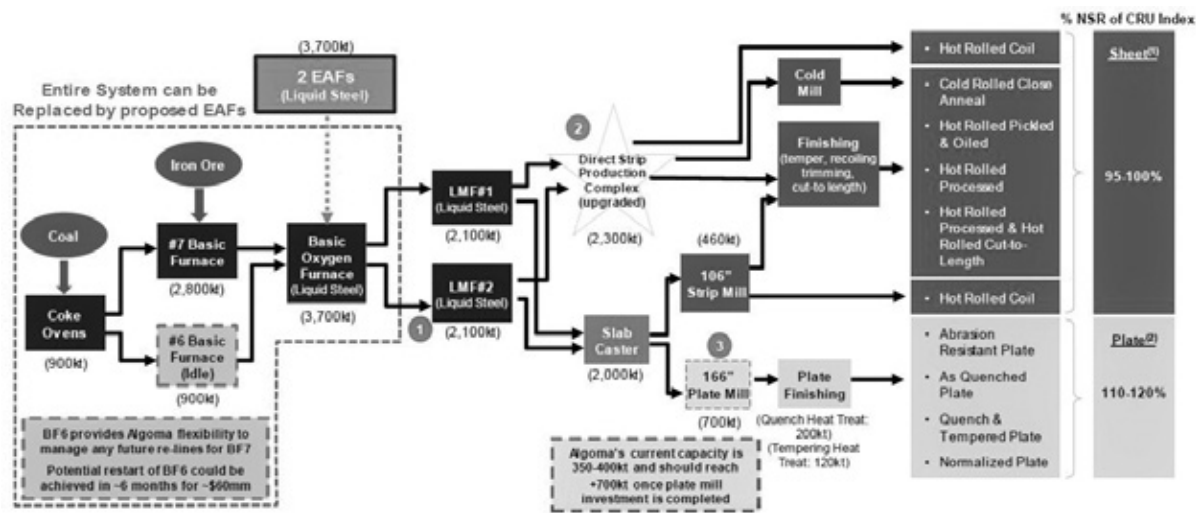 % NSR of CRU Index
(3,700kt)
2 EAFs
(Liquid Steel)
Entire System can be
Replaced by proposed EAFs
Coal
Iron Ore
Coke
Ovens
(900kt)
#7 Basic
Furnace
(2,800kt)
#6 Basic
Furnace
(Idle)
(900kt)
Basic
Oxygen
Furnace
(Liquid Steel)
(3,700kt)
BF6 provides Algoma flexibility to
manage any future re-lines for BF7
Potential restart of BF6 could be
achieved in ~6 months for ~$60mm
1
LMF#1
(Liquid Steel)
(2,100kt)
LMF#2
(Liquid Steel)
(2,100kt)
2
Direct Strip
Production
Complex
(upgraded)
(2,300kt)
Slab
Caster
(2,000kt)
Cold
Mill
Finishing
(temper, recoiling
trimming,
cut-to length)
(460kt)
106"
Strip Mill
3
166"
Plate Mill
(700kt)
Plate
Finishing
(Quench Heat Treat:
200kt)
(Tempering Heat
Treat: 120kt)
Algoma's current capacity is
350-400kt and should reach
+700kt once plate mill
investment is completed
• Hot Rolled Coil
• Cold Rolled Close
Anneal
• Hot Rolled Pickled
& Oiled
• Hot Rolled
Processed
• Hot Rolled
Processed & Hot
Rolled Cut-to-
Length
• Hot Rolled Coil
• Abrasion
Resistant Plate
• As Quenched
Plate
• Quench &
Tempered Plate
• Normalized Plate
Sheet(1)
95-100%
Plate(2)
110-120%